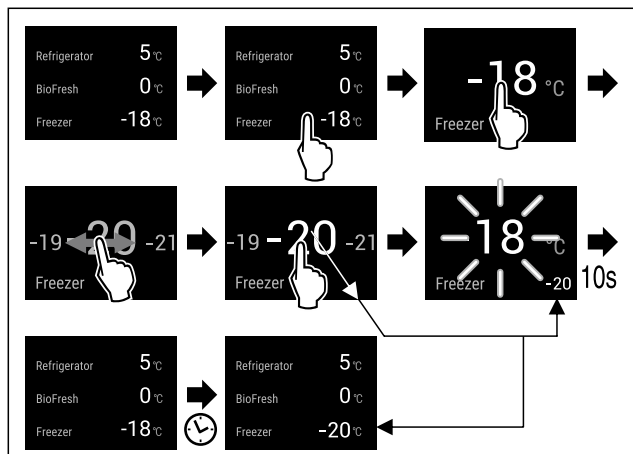 Refrigerator 5 °C
BioFresh 0 °C
Freezer -18 °C
Refrigerator 5 °C
BioFresh 0 °C
Freezer -18 °C
-18 °C
Freezer
-19 -20 -21
Freezer
-19 -20 -21
Freezer
-18 °C
Freezer -20
10s
Refrigerator 5 °C
BioFresh 0 °C
Freezer -18 °C
Refrigerator 5 °C
BioFresh 0 °C
Freezer -20 °C